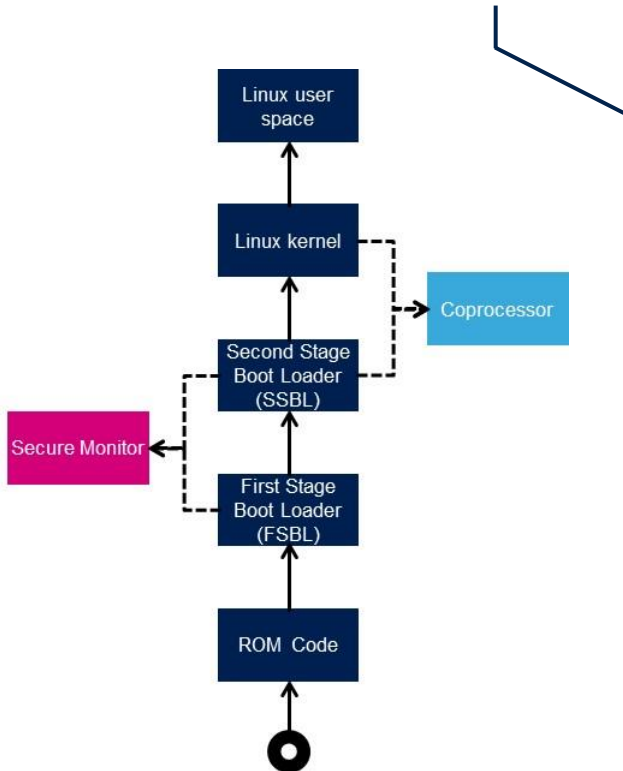 Linux user
space
Linux kernel
Coprocessor
Second Stage
Boot Loader
(SSBL)
Secure Monitor
First Stage
Boot Loader
(FSBL)
ROM Code